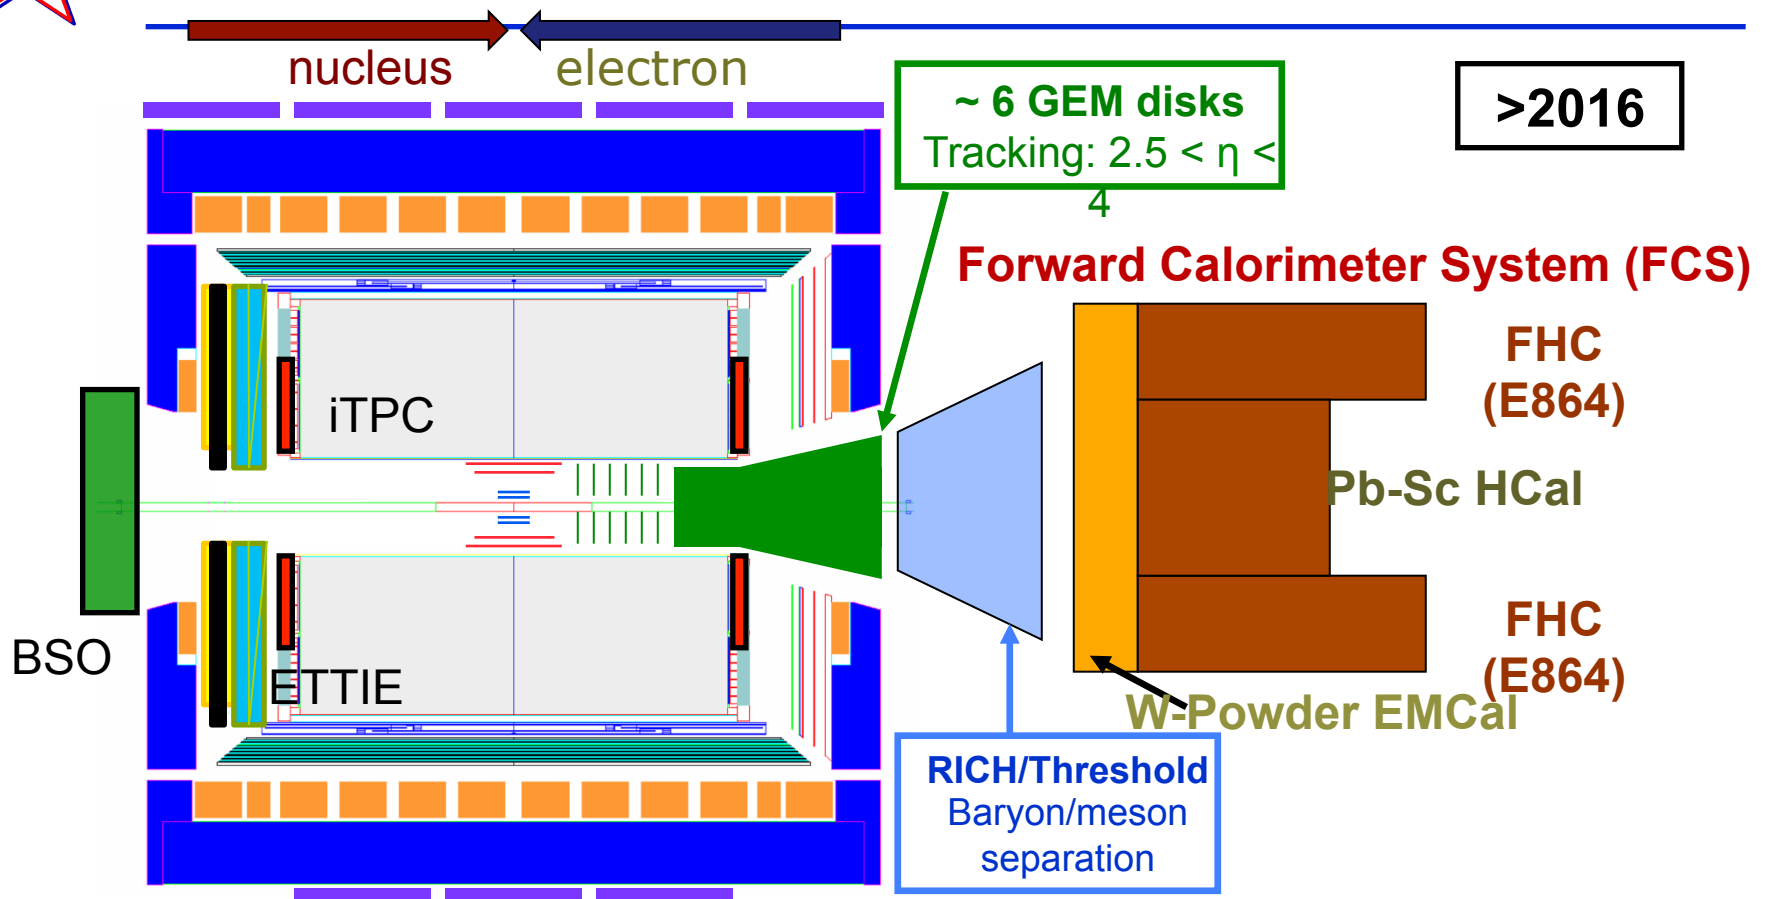 nucleus
electron
~ 6 GEM disks
Tracking: 2.5 < η <
4
>2016
Forward Calorimeter System (FCS)
FHC
(E864)
iTPC
Pb-Sc HCal
BSO
ETTIE
FHC
(E864)
W-Powder EMCal
RICH/Threshold
Baryon/meson
separation